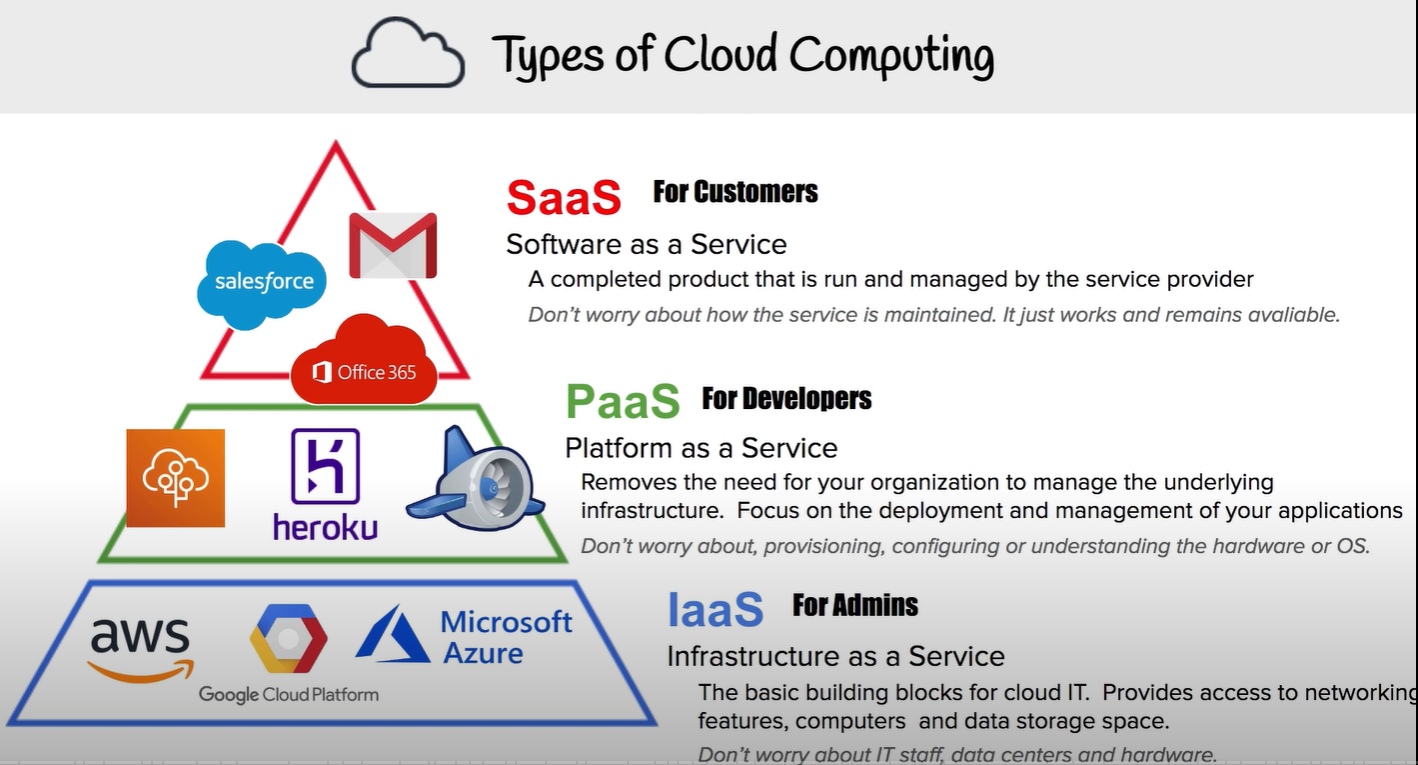 Types of Cloud Computing
SaaS For Customers
Software as a Service
A completed product that is run and managed by the service provider
Don't worry about how the service is maintained. It just works and remains avaliable.
salesforce
Office 365
PaaS For Developers
Platform as a Service
Removes the need for your organization to manage the underlying
infrastructure. Focus on the deployment and management of your applications
Don't worry about, provisioning, configuring or understanding the hardware or OS.
heroku
IaaS For Admins
Infrastructure as a Service
The basic building blocks for cloud IT. Provides access to networking
features, computers and data storage space.
Don't worry about IT staff, data centers and hardware.
aws
Google Cloud Platform
Microsoft
Azure